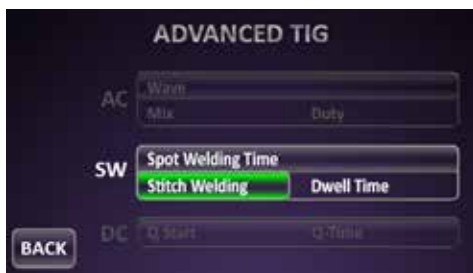 ADVANCED TIG
AC
Wave
Mix Duty
SW
Spot Welding Time
Stitch Welding Dwell Time
DC
Q Start Q-Time
BACK